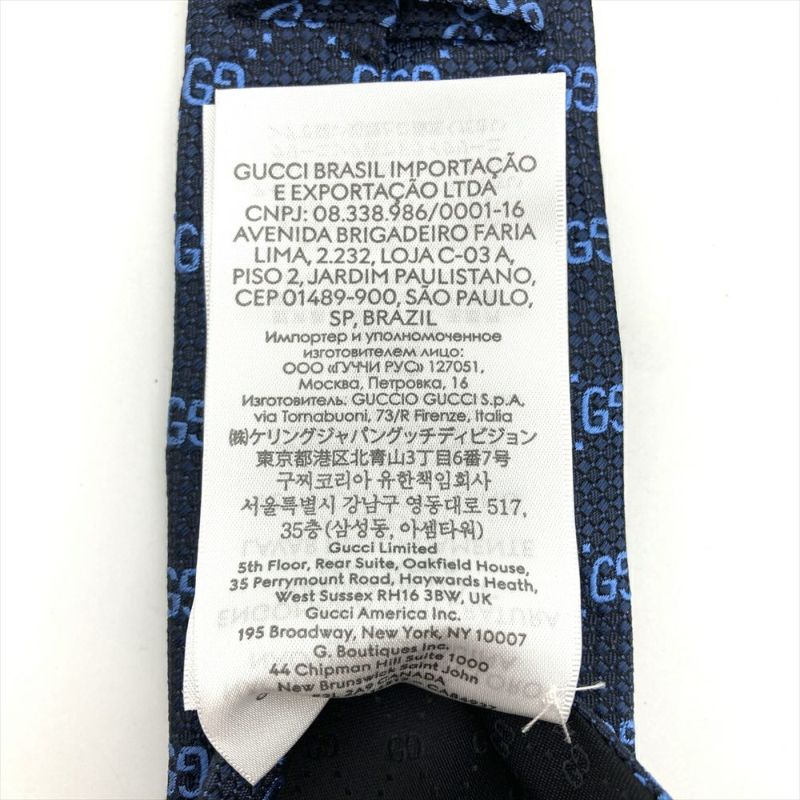 GUCCI BRASIL IMPORTAÇÃO
E EXPORTAÇÃO LTDA
CNPJ: 08.338.986/0001-16
AVENIDA BRIGADEIRO FARIA
LIMA, 2.232, LOJA C-03 A,
PISO 2, JARDIM PAULISTANO,
CEP 01489-900, SÃO PAULO,
SP, BRAZIL
Импортер и уполномоченное
изготовителем лицо:
ООО «ГУЧЧИ РУС» 127051,
Москва, Петровка, 16
Изготовитель: GUCCIO GUCCI S.p.A,
via Tornabuoni, 73/R Firenze, Italia
㈱ケリングジャパングッチディビジョン
東京都港区北青山3丁目6番7号
구찌코리아 유한책임회사
서울특별시 강남구 영동대로 517,
35층 (삼성동, 아셈타워)
Gucci Limited
5th Floor, Rear Suite, Oakfield House,
35 Perrymount Road, Haywards Heath,
West Sussex RH16 3BW, UK
Gucci America Inc.
195 Broadway, New York, NY 10007
G. Boutiques Inc.
44 Chipman Hill Suite 1000
New Brunswick Saint John
CANADA